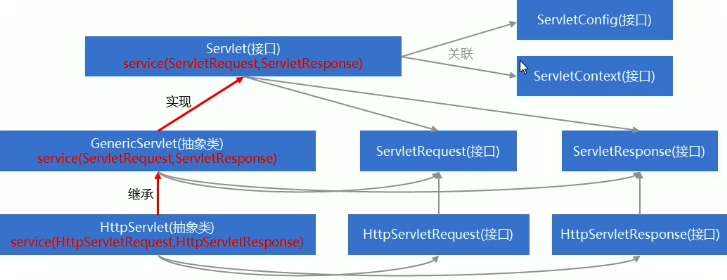 ServletConfig(接口)
Servlet(接口)
service(ServletRequest,ServletResponse)
关联
ServletContext(接口)
实现
GenericServlet(抽象类)
service(ServletRequest,ServletResponse)
ServletRequest(接口)
ServletResponse(接口)
继承
HttpServlet(抽象类)
service(HttpServletRequest,HttpServletResponse)
HttpServletRequest(接口)
HttpServletResponse(接口)